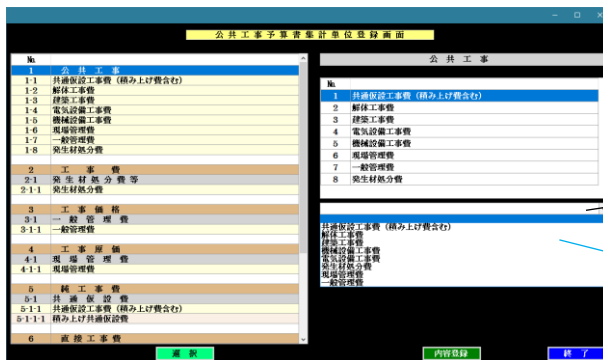 公共工事予算書集計単位登録画面
№
1 公共工事
1-1 共通仮設工事費（積み上げ費含む）
1-2 解体工事費
1-3 建築工事費
1-4 電気設備工事費
1-5 機械設備工事費
1-6 現場管理費
1-7 一般管理費
1-8 発生材処分費
2 工事費
2-1 発生材処分費等
2-1-1 発生材処分費
3 工事価格
3-1 一般管理費
3-1-1 一般管理費
4 工事原価
4-1 現場管理費
4-1-1 現場管理費
5 純工事費
5-1 共通仮設費
5-1-1 共通仮設工事費（積み上げ費含む）
5-1-1-1 積み上げ共通仮設費
6 直接工事費
選択
公共工事
№
1 共通仮設工事費（積み上げ費含む）
2 解体工事費
3 建築工事費
4 電気設備工事費
5 機械設備工事費
6 現場管理費
7 一般管理費
8 発生材処分費
共通仮設工事費（積み上げ費含む）
解体工事費
建築工事費
機械設備工事費
電気設備工事費
発生材処分費
現場管理費
一般管理費
内容登録
終了